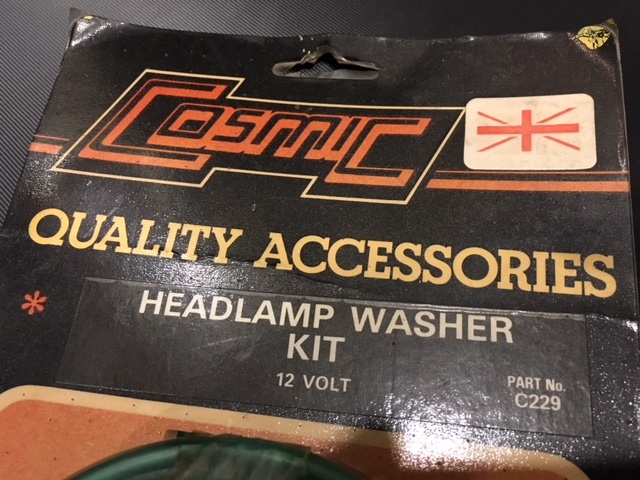 COSMIC
QUALITY ACCESSORIES
* HEADLAMP WASHER
KIT
12 VOLT
PART No.
C229